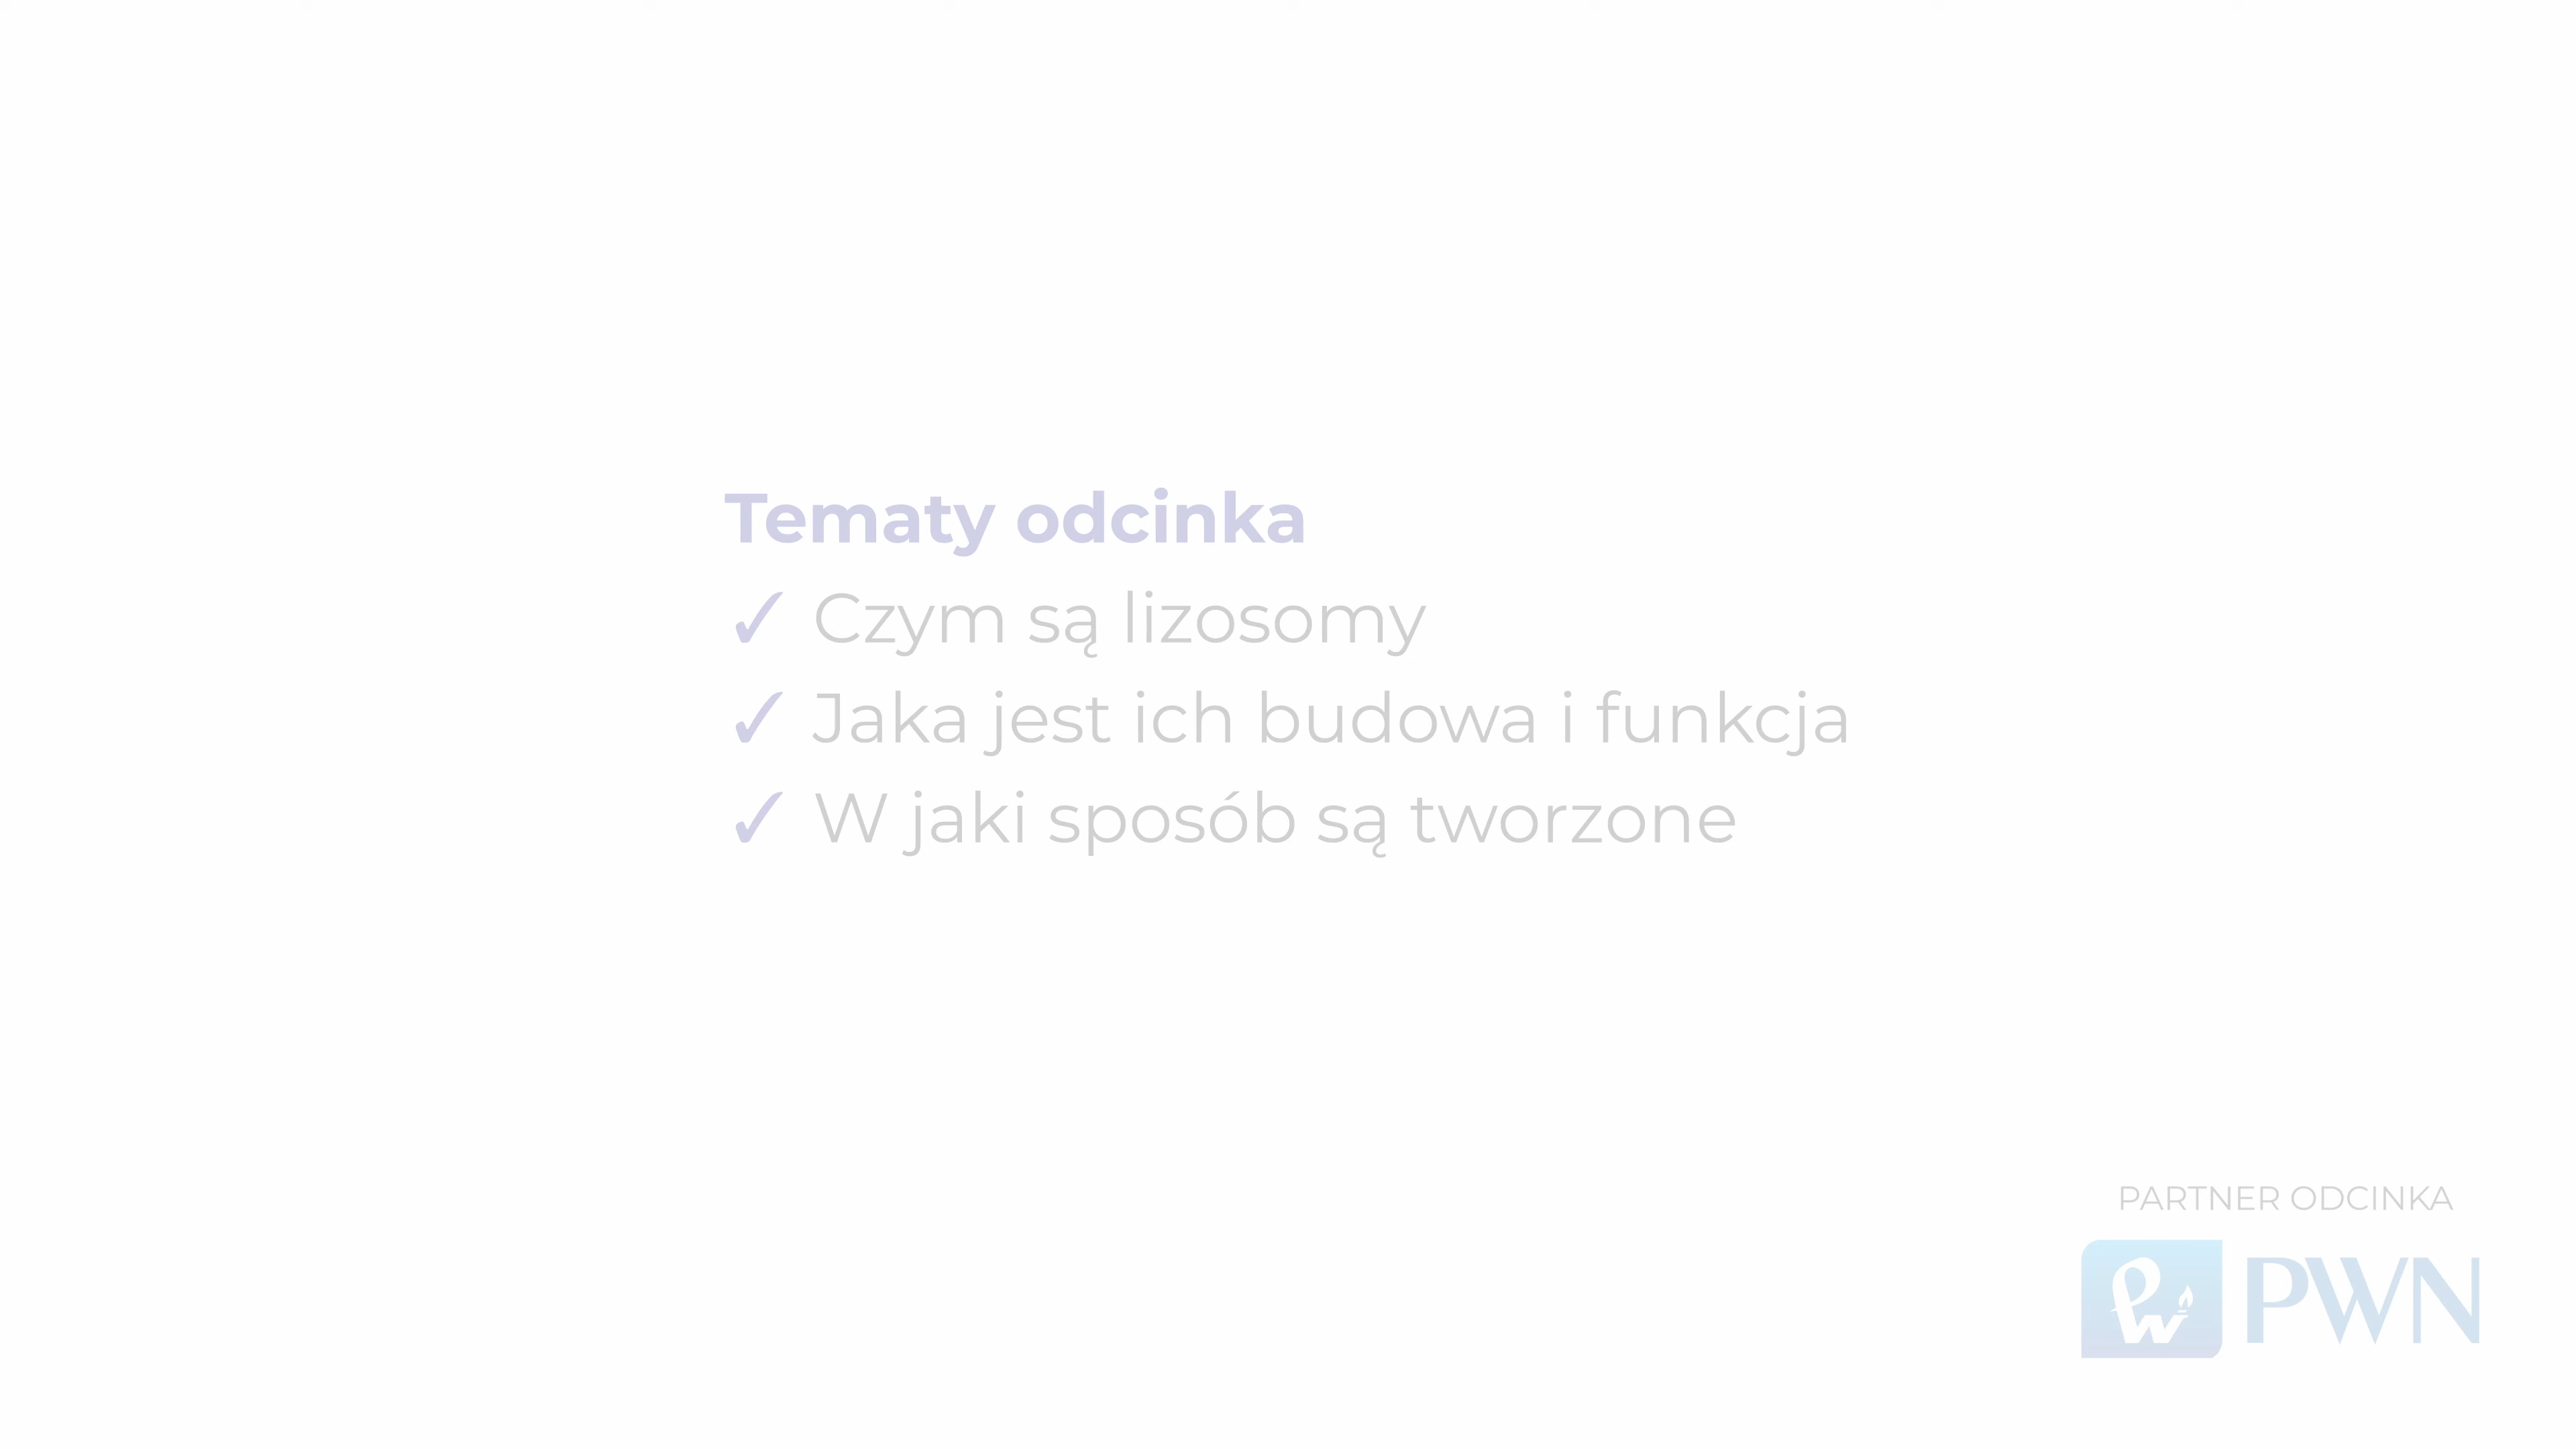 Tematy odcinka
✓ Czym są lizosomy
✓ Jaka jest ich budowa i funkcja
✓ W jaki sposób są tworzone
PARTNER ODCINKA
PWN